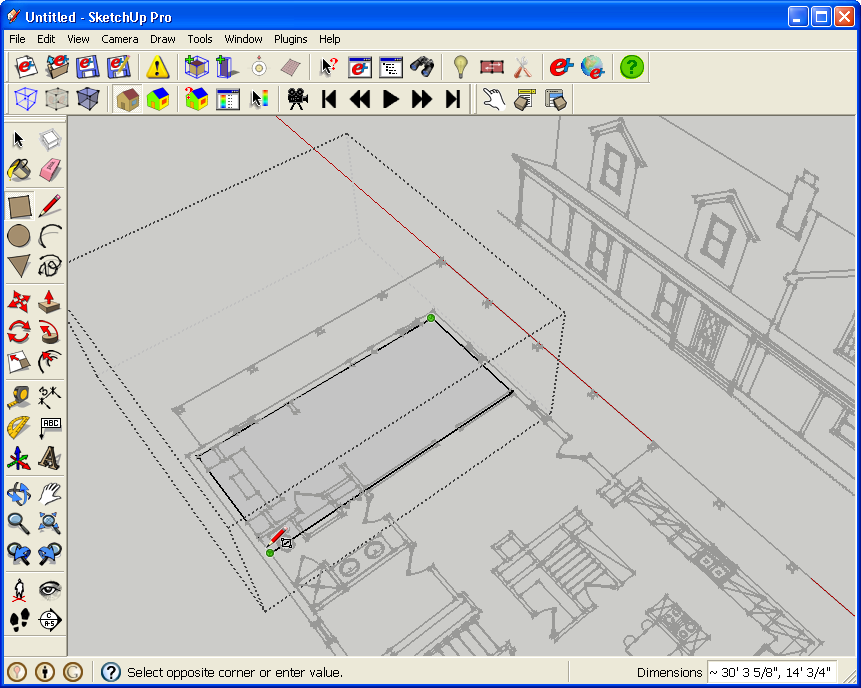 Untitled - SketchUp Pro
File Edit View Camera Draw Tools Window Plugins Help
ABC
Select opposite corner or enter value.
Dimensions ~ 30' 3 5/8", 14' 3/4"